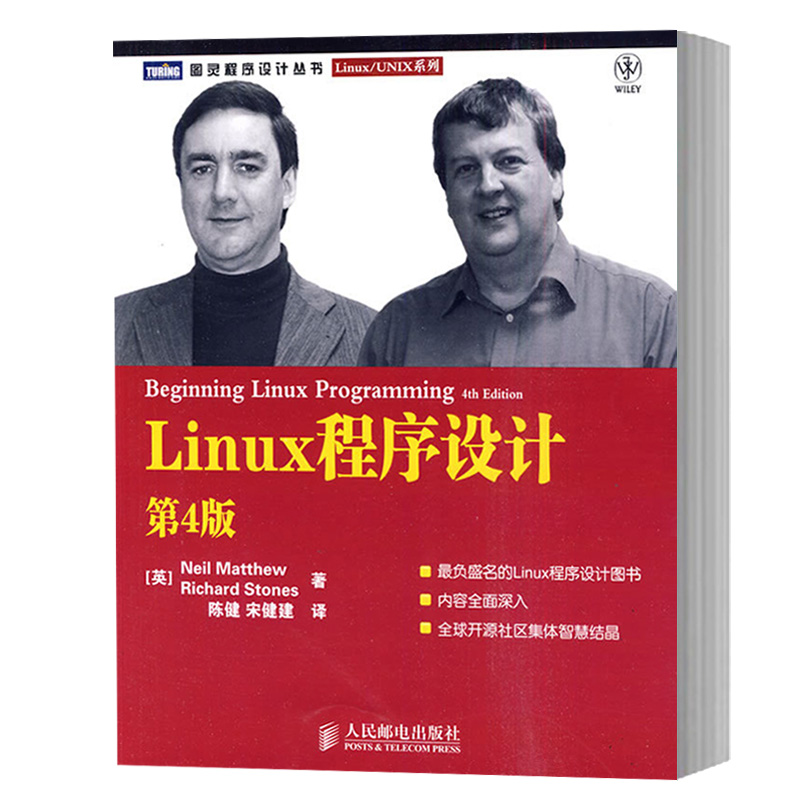 TURING 图灵程序设计丛书 Linux/UNIX系列
WILEY
Beginning Linux Programming 4th Edition
Linux程序设计
第4版
[英] Neil Matthew
Richard Stones 著
陈健 宋健建 译
最负盛名的Linux程序设计图书
内容全面深入
全球开源社区集体智慧结晶
人民邮电出版社
POSTS & TELECOM PRESS